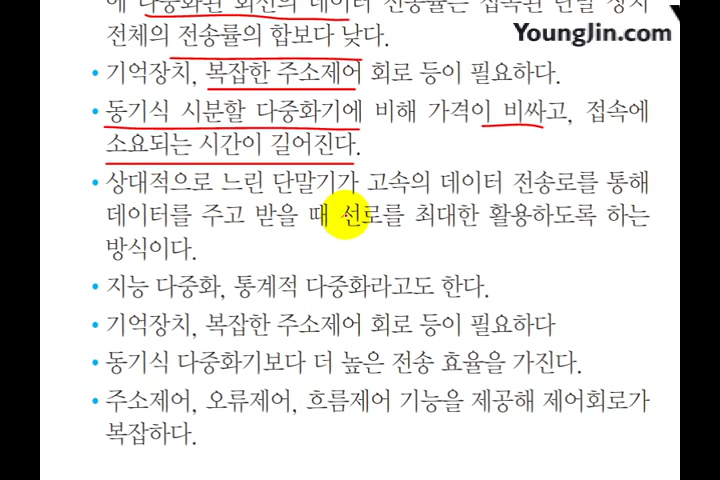 에 다중화된 회선의 데이터 전송률은 접속된 단말 장치
전체의 전송률의 합보다 낮다.
YoungJin.com
• 기억장치, 복잡한 주소제어 회로 등이 필요하다.
• 동기식 시분할 다중화기에 비해 가격이 비싸고, 접속에
소요되는 시간이 길어진다.
• 상대적으로 느린 단말기가 고속의 데이터 전송로를 통해
데이터를 주고 받을 때 선로를 최대한 활용하도록 하는
방식이다.
• 지능 다중화, 통계적 다중화라고도 한다.
• 기억장치, 복잡한 주소제어 회로 등이 필요하다
• 동기식 다중화기보다 더 높은 전송 효율을 가진다.
• 주소제어, 오류제어, 흐름제어 기능을 제공해 제어회로가
복잡하다.